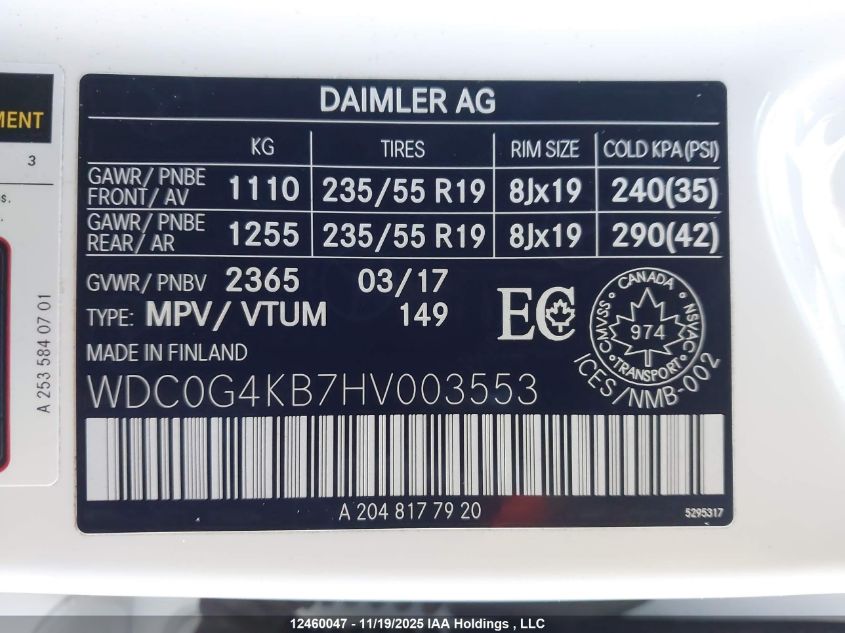 MENT
3
s.
A 253 584 07 01
DAIMLER AG
KG TIRES RIM SIZE COLD KPA(PSI)
GAWR/ PNBE FRONT/ AV 1110 235/55 R19 8Jx19 240(35)
GAWR/ PNBE REAR/ AR 1255 235/55 R19 8Jx19 290(42)
GVWR/ PNBV 2365 03/17
TYPE: MPV/ VTUM 149
EC
CANADA
CMVSS 974 NSVAC
TRANSPORT
ICES/NMB-002
MADE IN FINLAND
WDC0G4KB7HV003553
A 204 817 79 20
5295317
12460047 - 11/19/2025 IAA Holdings , LLC